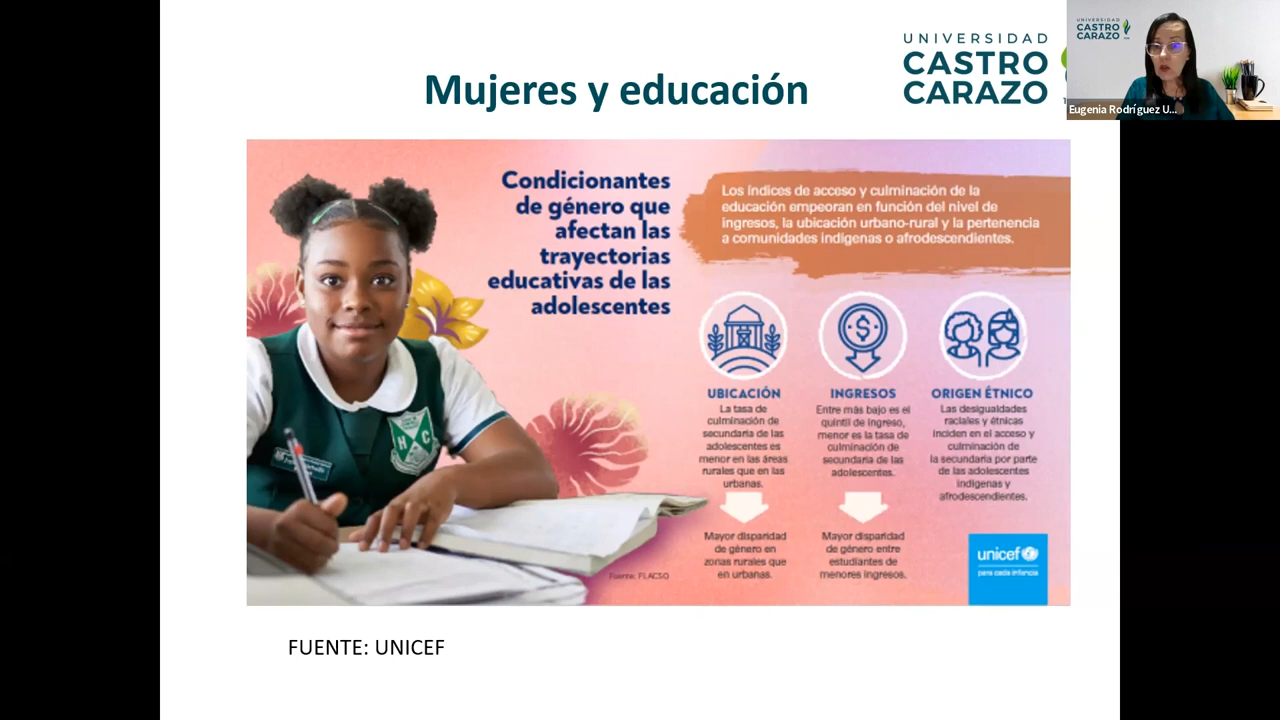 Mujeres y educación
UNIVERSIDAD
CASTRO
CARAZO
UNIVERSIDAD
CASTRO
CARAZO
Eugenia Rodríguez U...
Condicionantes
de género que
afectan las
trayectorias
educativas de las
adolescentes
Los índices de acceso y culminación de la
educación empeoran en función del nivel de
ingresos, la ubicación urbano-rural y la pertenencia
a comunidades indígenas o afrodescendientes.
UBICACIÓN
La tasa de
culminación de
secundaria de las
adolescentes es
menor en las áreas
rurales que en las
urbanas.
Mayor disparidad
de género en
zonas rurales que
en urbanas.
INGRESOS
Entre más bajo es el
quintil de ingreso,
menor es la tasa de
culminación de
secundaria de las
adolescentes.
Mayor disparidad
de género entre
estudiantes de
menores ingresos.
ORIGEN ÉTNICO
Las desigualdades
raciales y étnicas
inciden en el acceso y
culminación de
la secundaria por parte
de las adolescentes
indígenas y
afrodescendientes.
H C
Fuente: FLACSO
unicef
para cada infancia
FUENTE: UNICEF